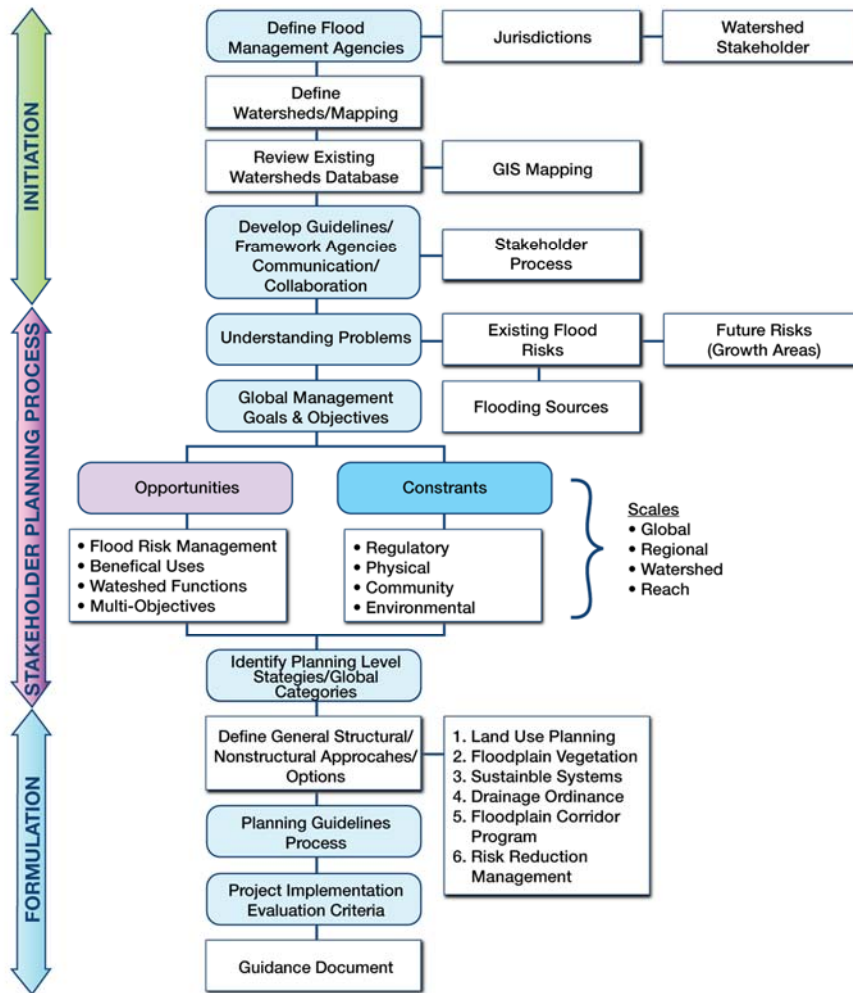 INITIATION
Define Flood
Management Agencies
Jurisdictions
Watershed
Stakeholder
Define
Watersheds/Mapping
Review Existing
Watersheds Database
GIS Mapping
Develop Guidelines/
Framework Agencies
Communication/
Collaboration
Stakeholder
Process
STAKEHOLDER PLANNING PROCESS
Understanding Problems
Existing Flood
Risks
Future Risks
(Growth Areas)
Flooding Sources
Global Management
Goals & Objectives
Opportunities
Constrants
• Flood Risk Management
• Benefical Uses
• Wateshed Functions
• Multi-Objectives
• Regulatory
• Physical
• Community
• Environmental
Scales
• Global
• Regional
• Watershed
• Reach
Identify Planning Level
Stategies/Global
Categories
FORMULATION
Define General Structural/
Nonstructural Approcahes/
Options
1. Land Use Planning
2. Floodplain Vegetation
3. Sustainble Systems
4. Drainage Ordinance
5. Floodplain Corridor
Program
6. Risk Reduction
Management
Planning Guidelines
Process
Project Implementation
Evaluation Criteria
Guidance Document